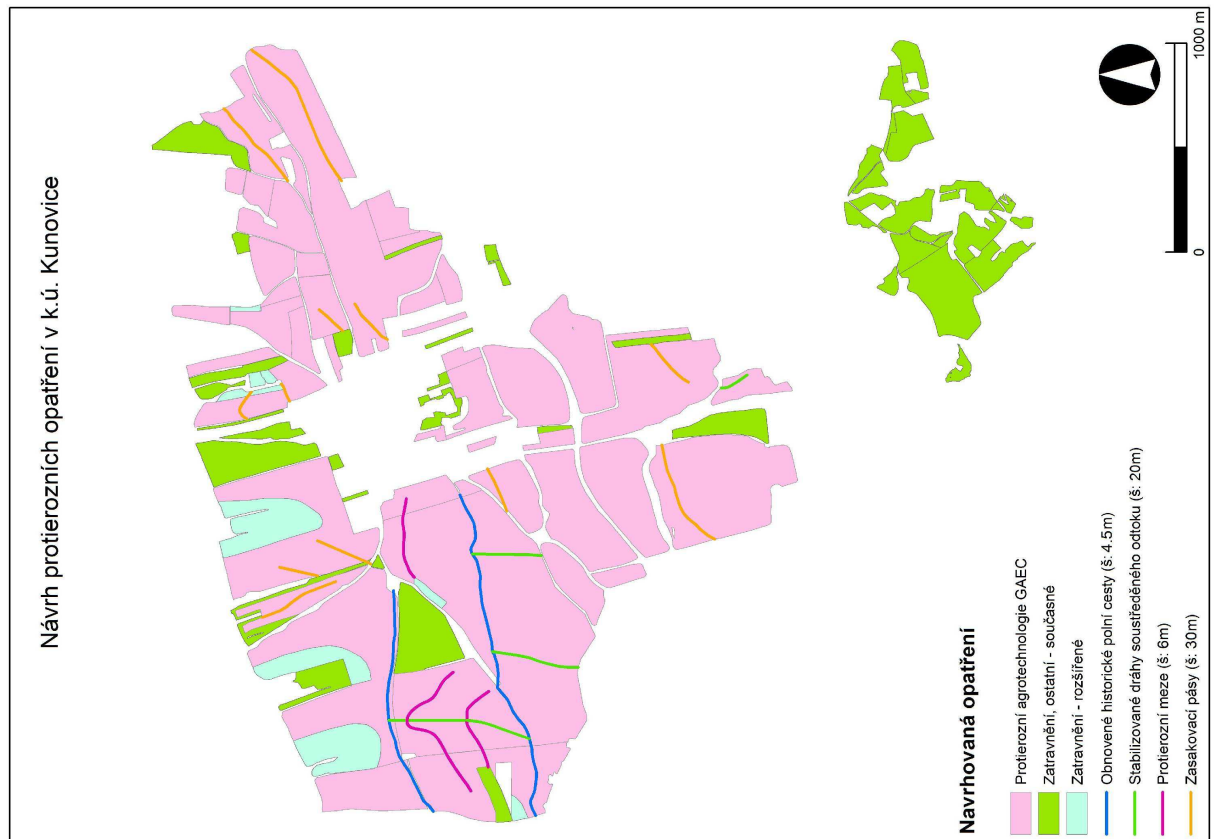 Návrh protierozních opatření v k.ú. Kunovice
Navrhovaná opatření
Protierozní agrotechnologie GAEC
Zatravnění, ostatní - současné
Zatravnění - rozšířené
Obnovené historické polní cesty (š: 4.5m)
Stabilizované dráhy soustředěného odtoku (š: 20m)
Protierozní meze (š: 6m)
Zasakovací pásy (š: 30m)
0
1000 m